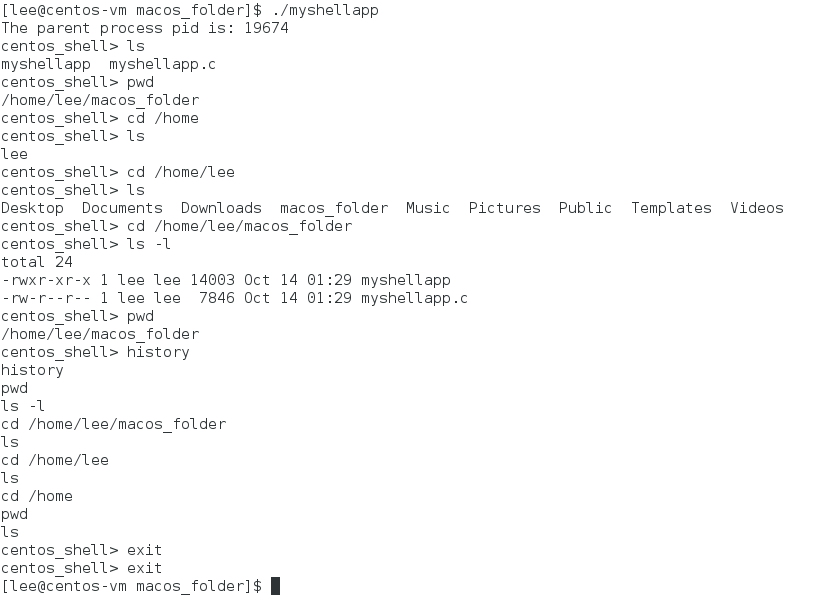 [lee@centos-vm macos_folder]$ ./myshellapp
The parent process pid is: 19674
centos_shell> ls
myshellapp  myshellapp.c
centos_shell> pwd
/home/lee/macos_folder
centos_shell> cd /home
centos_shell> ls
lee
centos_shell> cd /home/lee
centos_shell> ls
Desktop  Documents  Downloads  macos_folder  Music  Pictures  Public  Templates  Videos
centos_shell> cd /home/lee/macos_folder
centos_shell> ls -l
total 24
-rwxr-xr-x 1 lee lee 14003 Oct 14 01:29 myshellapp
-rw-r--r-- 1 lee lee  7846 Oct 14 01:29 myshellapp.c
centos_shell> pwd
/home/lee/macos_folder
centos_shell> history
history
pwd
ls -l
cd /home/lee/macos_folder
ls
cd /home/lee
ls
cd /home
pwd
ls
centos_shell> exit
centos_shell> exit
[lee@centos-vm macos_folder]$